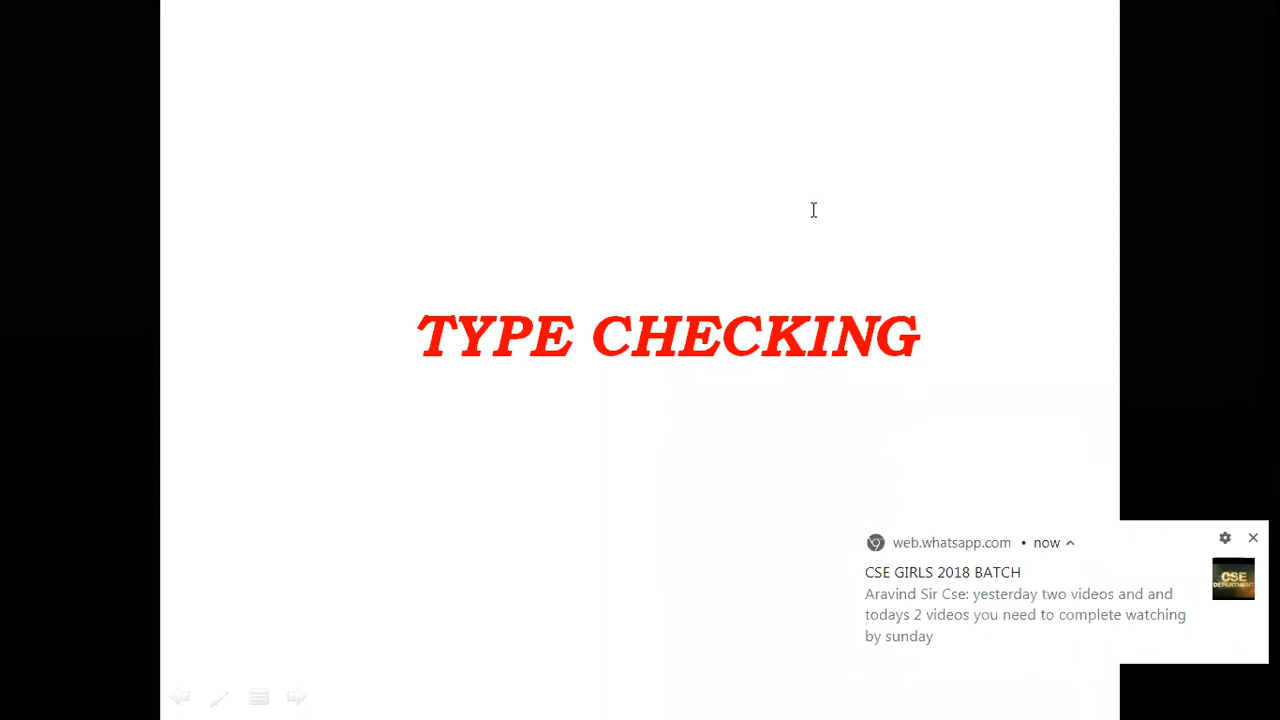 TYPE CHECKING
web.whatsapp.com • now
CSE GIRLS 2018 BATCH
CSE
DEPARTMENT
Aravind Sir Cse: yesterday two videos and and
todays 2 videos you need to complete watching
by sunday